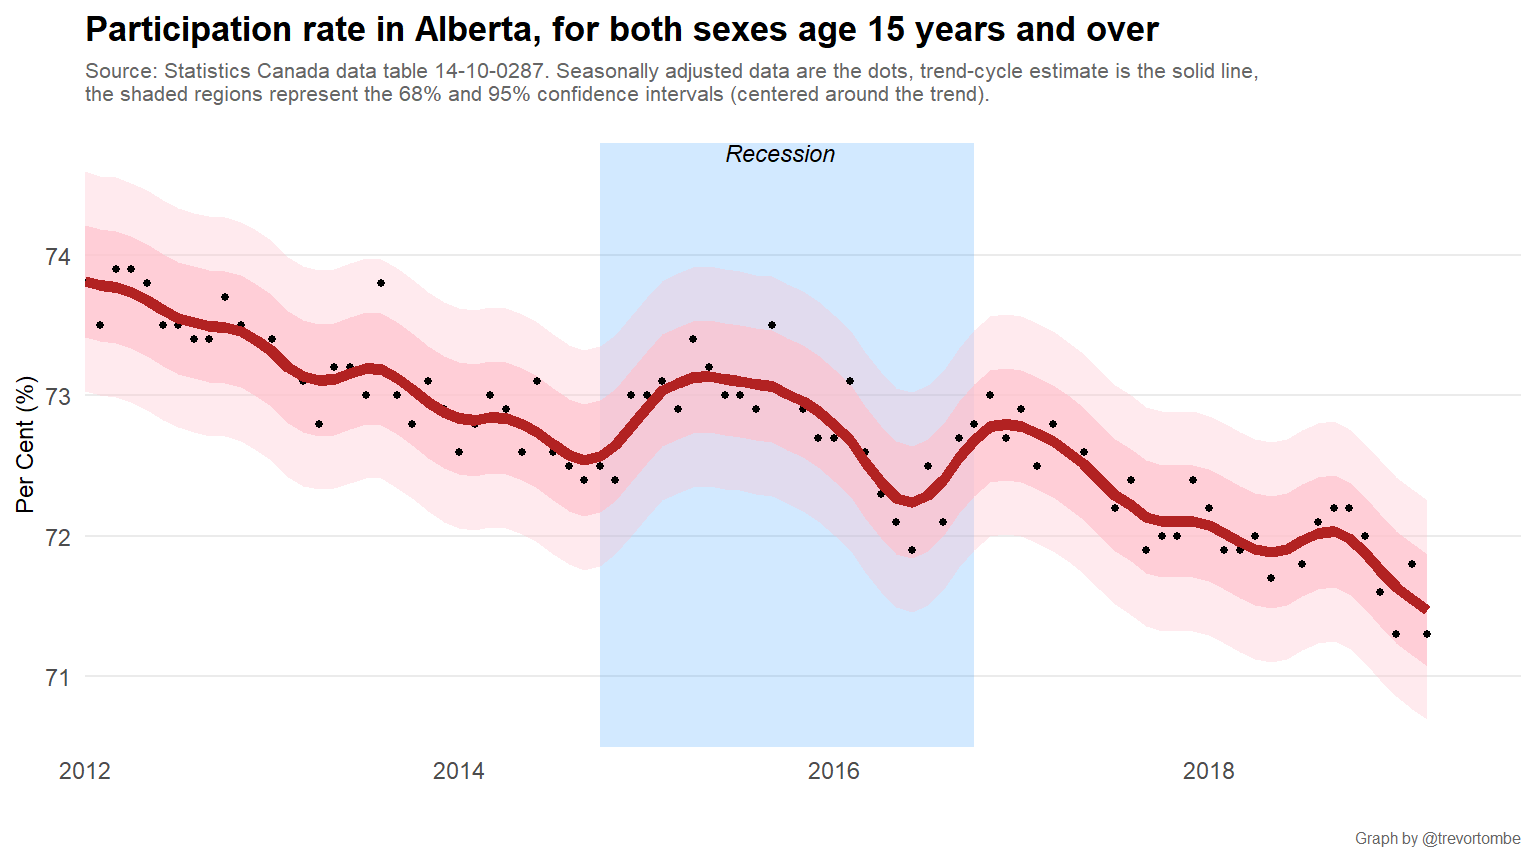 Participation rate in Alberta, for both sexes age 15 years and over
Source: Statistics Canada data table 14-10-0287. Seasonally adjusted data are the dots, trend-cycle estimate is the solid line,
the shaded regions represent the 68% and 95% confidence intervals (centered around the trend).
Recession
Per Cent (%)
74
73
72
71
2012
2014
2016
2018
Graph by @trevortombe